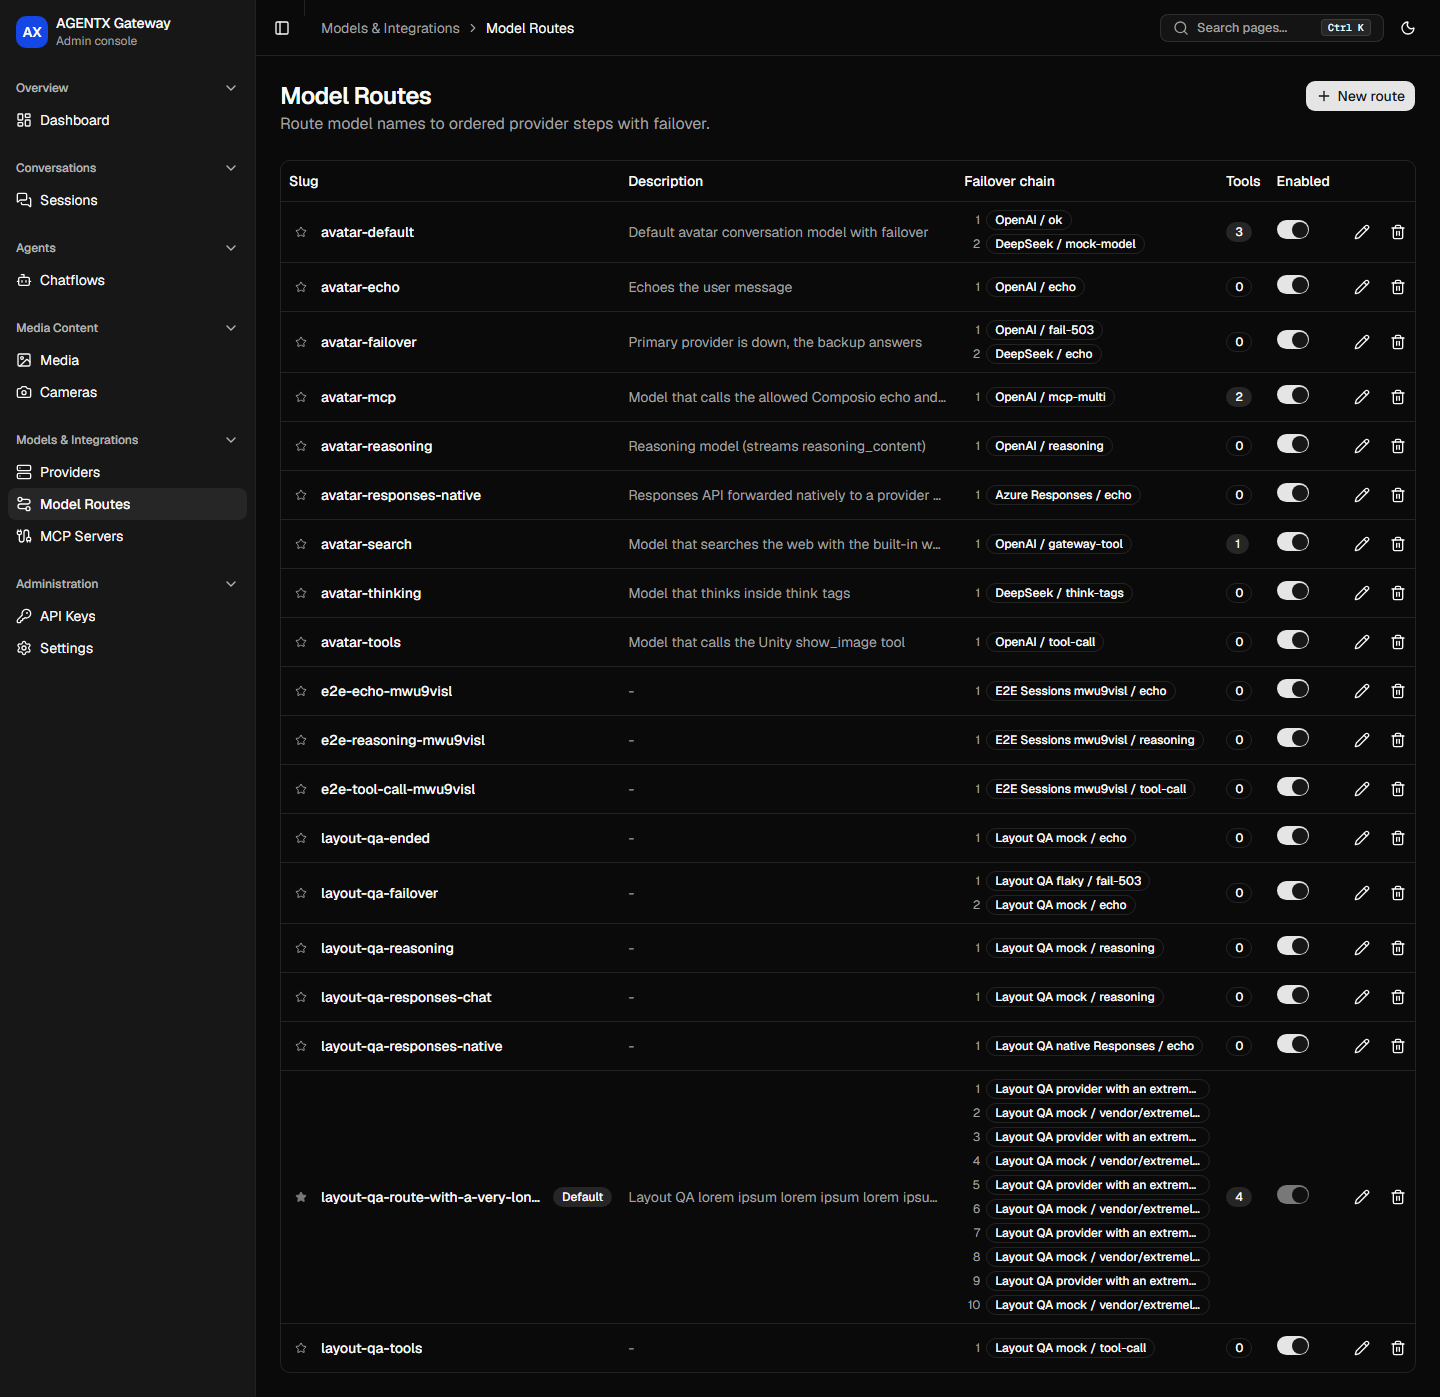 AX
AGENTX Gateway
Admin console
Overview
Dashboard
Conversations
Sessions
Agents
Chatflows
Media Content
Media
Cameras
Models & Integrations
Providers
Model Routes
MCP Servers
Administration
API Keys
Settings
Models & Integrations > Model Routes
Search pages... Ctrl K
Model Routes
Route model names to ordered provider steps with failover.
+ New route
Slug Description Failover chain Tools Enabled
avatar-default Default avatar conversation model with failover 1 OpenAI / ok 3
2 DeepSeek / mock-model
avatar-echo Echoes the user message 1 OpenAI / echo 0
avatar-failover Primary provider is down, the backup answers 1 OpenAI / fail-503 0
2 DeepSeek / echo
avatar-mcp Model that calls the allowed Composio echo and... 1 OpenAI / mcp-multi 2
avatar-reasoning Reasoning model (streams reasoning_content) 1 OpenAI / reasoning 0
avatar-responses-native Responses API forwarded natively to a provider ... 1 Azure Responses / echo 0
avatar-search Model that searches the web with the built-in w... 1 OpenAI / gateway-tool 1
avatar-thinking Model that thinks inside think tags 1 DeepSeek / think-tags 0
avatar-tools Model that calls the Unity show_image tool 1 OpenAI / tool-call 0
e2e-echo-mwu9visl - 1 E2E Sessions mwu9visl / echo 0
e2e-reasoning-mwu9visl - 1 E2E Sessions mwu9visl / reasoning 0
e2e-tool-call-mwu9visl - 1 E2E Sessions mwu9visl / tool-call 0
layout-qa-ended - 1 Layout QA mock / echo 0
layout-qa-failover - 1 Layout QA flaky / fail-503 0
2 Layout QA mock / echo
layout-qa-reasoning - 1 Layout QA mock / reasoning 0
layout-qa-responses-chat - 1 Layout QA mock / reasoning 0
layout-qa-responses-native - 1 Layout QA native Responses / echo 0
1 Layout QA provider with an extrem...
2 Layout QA mock / vendor/extremel...
3 Layout QA provider with an extrem...
4 Layout QA mock / vendor/extremel...
5 Layout QA provider with an extrem...
layout-qa-route-with-a-very-lon... Default Layout QA lorem ipsum lorem ipsum lorem ipsu... 4
6 Layout QA mock / vendor/extremel...
7 Layout QA provider with an extrem...
8 Layout QA mock / vendor/extremel...
9 Layout QA provider with an extrem...
10 Layout QA mock / vendor/extremel...
layout-qa-tools - 1 Layout QA mock / tool-call 0